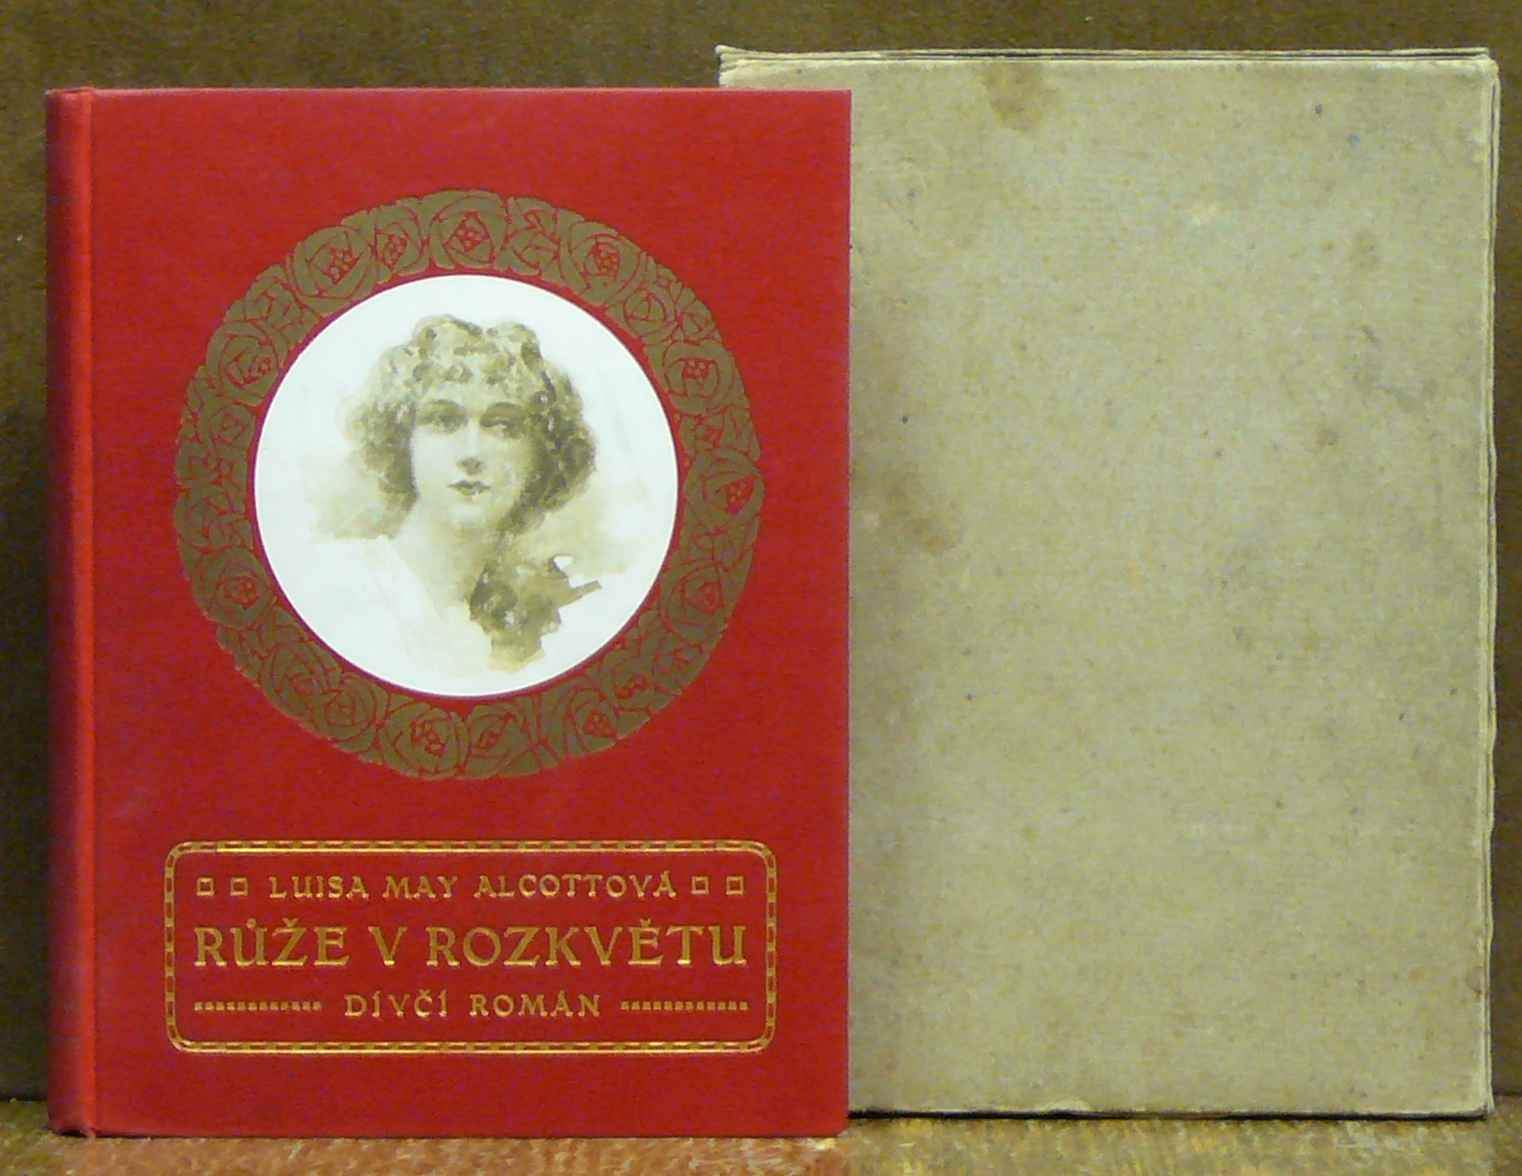 LUISA MAY ALCOTTOVÁ
RŮŽE V ROZKVĚTU
DÍVČÍ ROMÁN